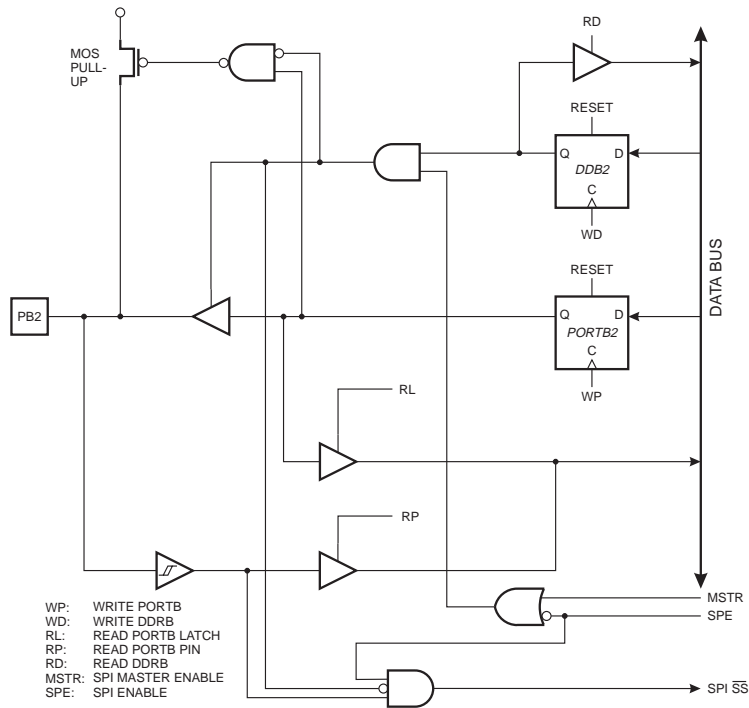 RD
MOS
PULL-
UP
RESET
Q D
DDB2
C
WD
RESET
PB2
Q D
PORTB2
C
WP
DATA BUS
RL
RP
WP: WRITE PORTB
WD: WRITE DDRB
RL: READ PORTB LATCH
RP: READ PORTB PIN
RD: READ DDRB
MSTR: SPI MASTER ENABLE
SPE: SPI ENABLE
MSTR
SPE
SPI S̅S̅